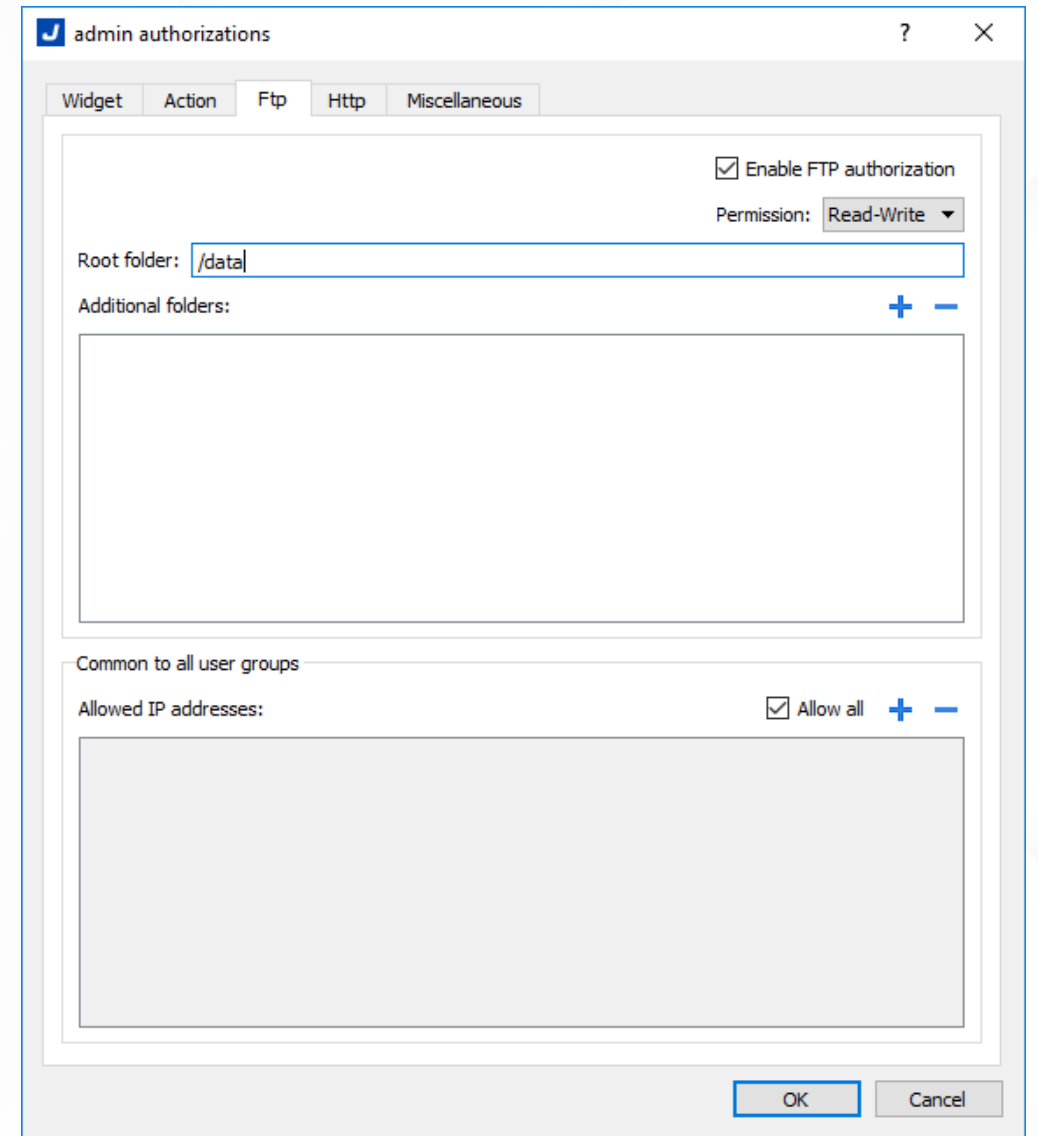 J admin authorizations ?
Widget Action Ftp Http Miscellaneous
Enable FTP authorization
Permission: Read-Write
Root folder: /data
Additional folders:
Common to all user groups
Allowed IP addresses: Allow all
OK Cancel